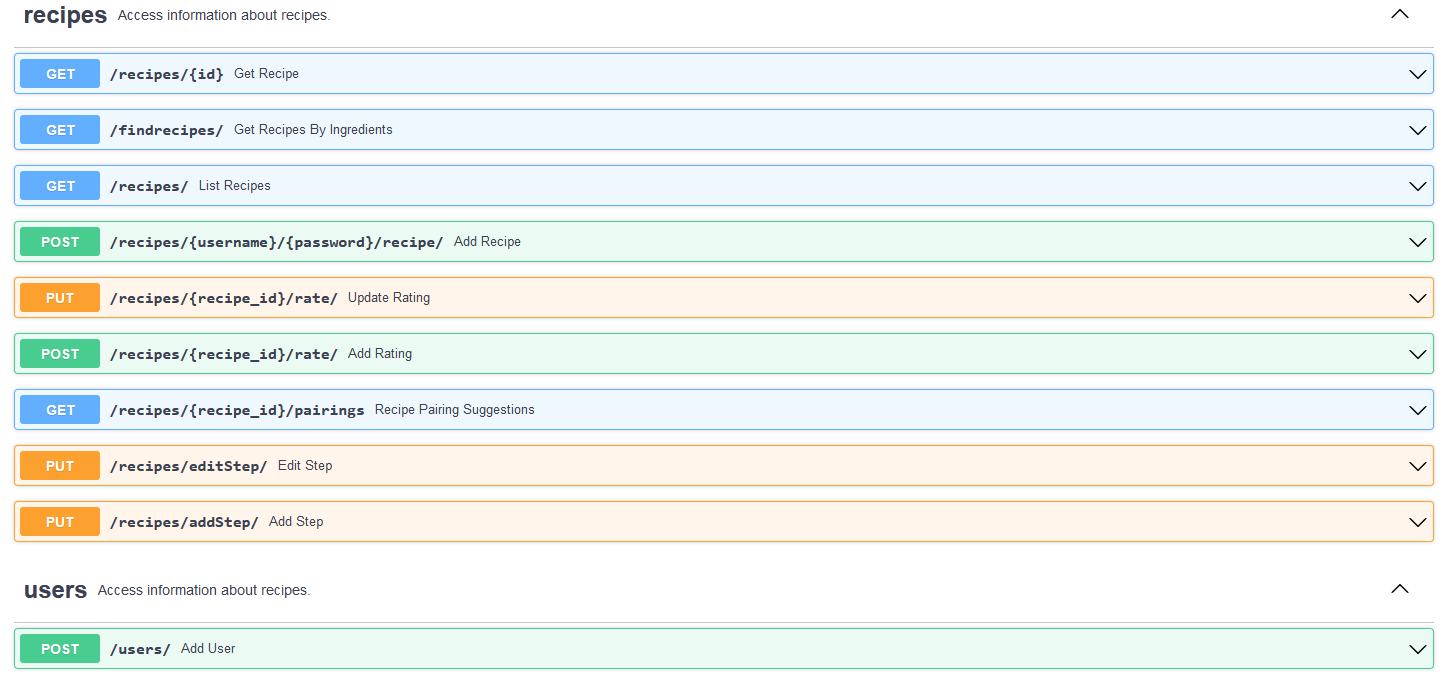 recipes Access information about recipes.
GET /recipes/{id} Get Recipe
GET /findrecipes/ Get Recipes By Ingredients
GET /recipes/ List Recipes
POST /recipes/{username}/{password}/recipe/ Add Recipe
PUT /recipes/{recipe_id}/rate/ Update Rating
POST /recipes/{recipe_id}/rate/ Add Rating
GET /recipes/{recipe_id}/pairings Recipe Pairing Suggestions
PUT /recipes/editStep/ Edit Step
PUT /recipes/addStep/ Add Step
users Access information about recipes.
POST /users/ Add User